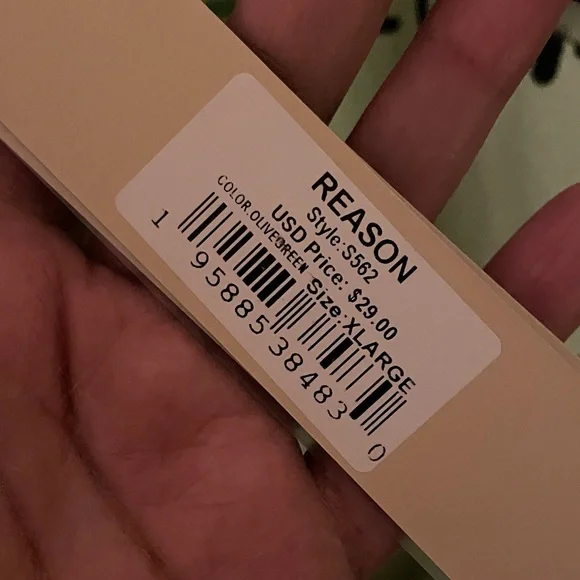 REASON
Style:S562
USD Price: $29.00
COLOR:OLIVEGREEN Size:XLARGE
1 95885 38483 0